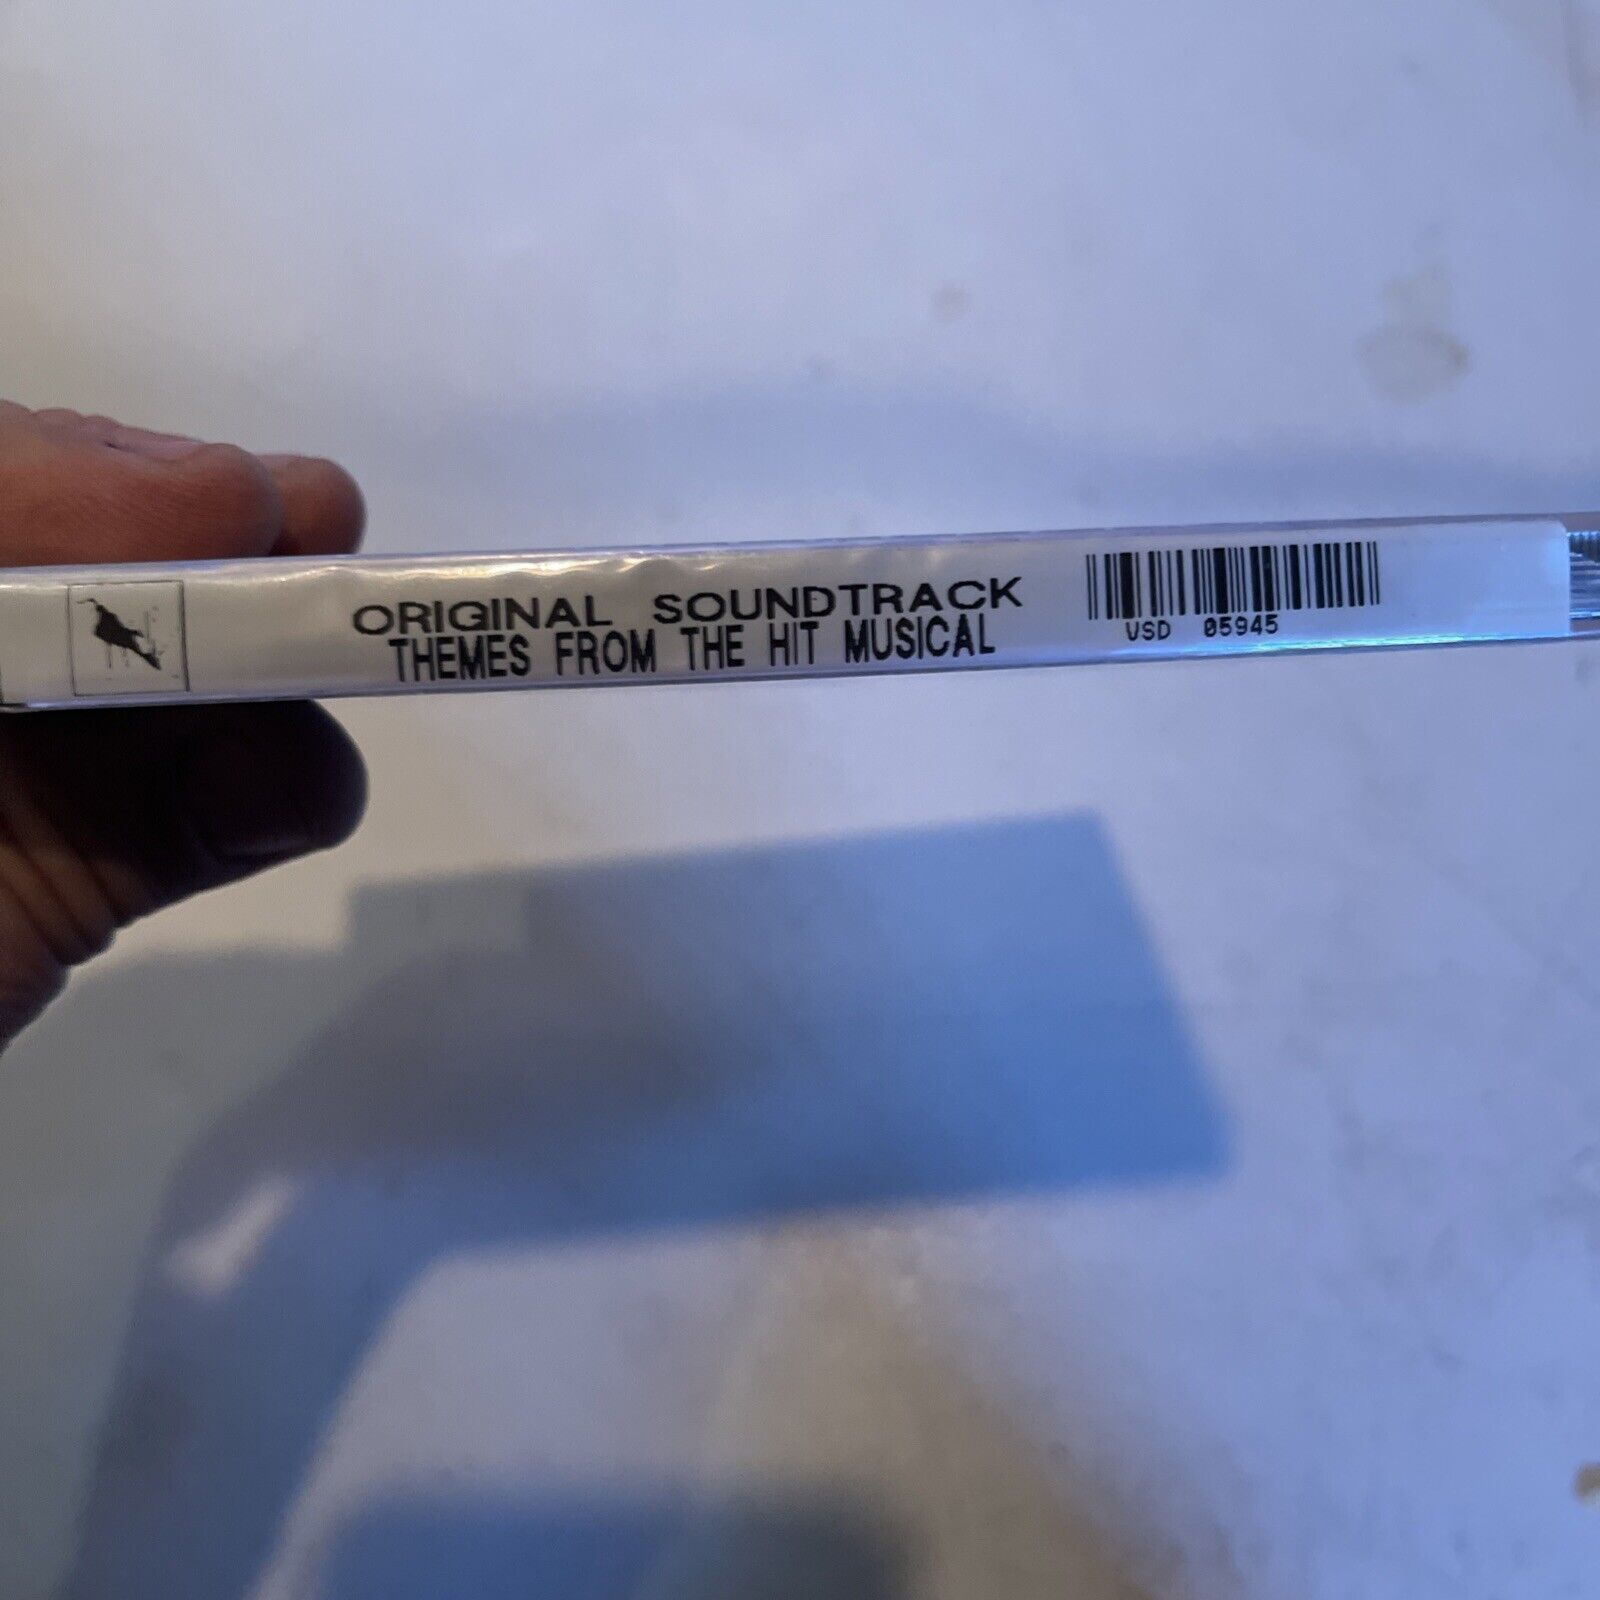 ORIGINAL SOUNDTRACK
THEMES FROM THE HIT MUSICAL
VSD 05945